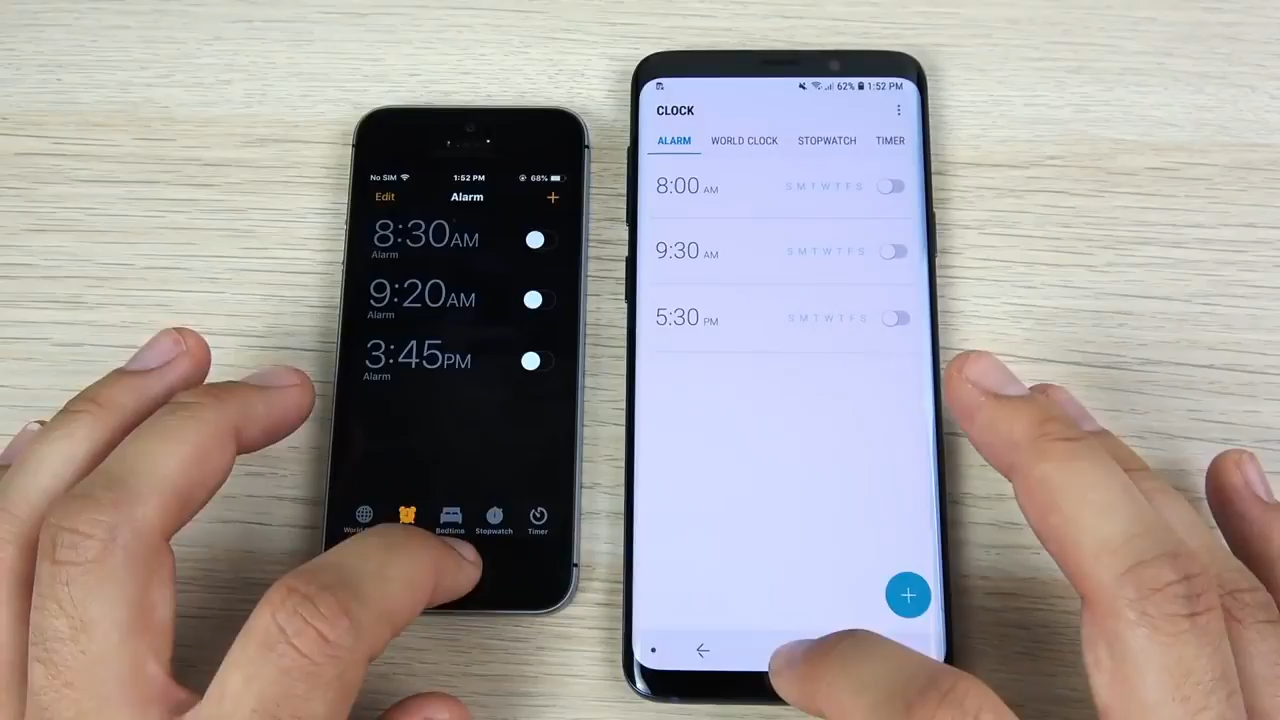 No SIM 1:52 PM 68%
Edit Alarm +
8:30AM
Alarm
9:20AM
Alarm
3:45PM
Alarm
Bedtime Stopwatch Timer
62% 1:52 PM
CLOCK
ALARM WORLD CLOCK STOPWATCH TIMER
8:00 AM S M T W T F S
9:30 AM S M T W T F S
5:30 PM S M T W T F S
+